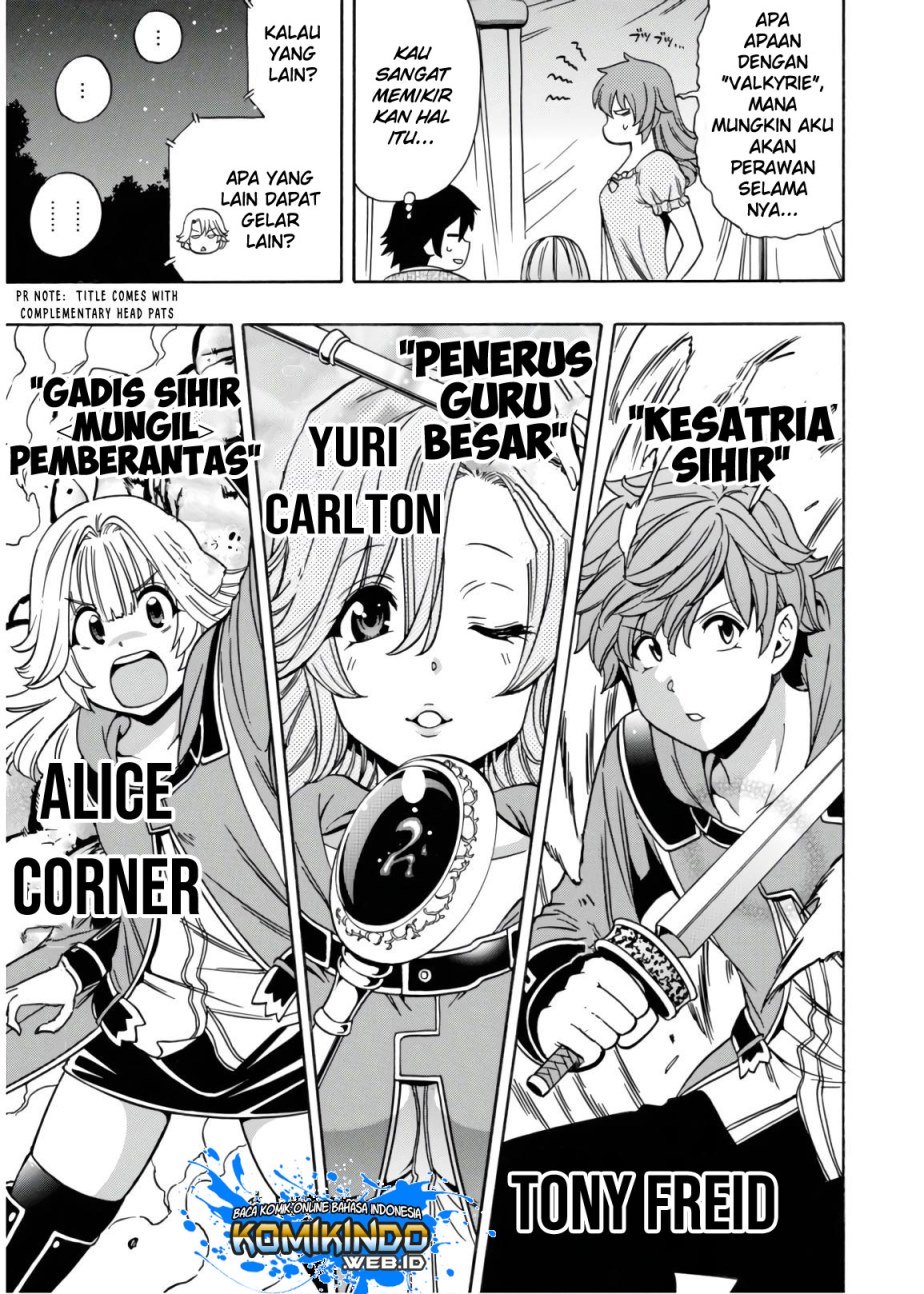 APA
APAAN
DENGAN
"VALKYRIE",
MANA
MUNGKIN AKU
AKAN
PERAWAN
SELAMA
NYA...
ブツブツ...
KAU
SANGAT
MEMIKIR
KAN HAL
ITU...
KALAU
YANG
LAIN?
APA YANG
LAIN DAPAT
GELAR
LAIN?
...
...
... ...
PR NOTE: TITLE COMES WITH
COMPLEMENTARY HEAD PATS
"KESATRIA
SIHIR"
TONY FREID
"PENERUS
GURU
BESAR"
YURI
CARLTON
"GADIS SIHIR
<MUNGIL>
PEMBERANTAS"
ALICE
CORNER
BACA KOMIK ONLINE BAHASA INDONESIA
KOMIKINDO
.WEB.ID